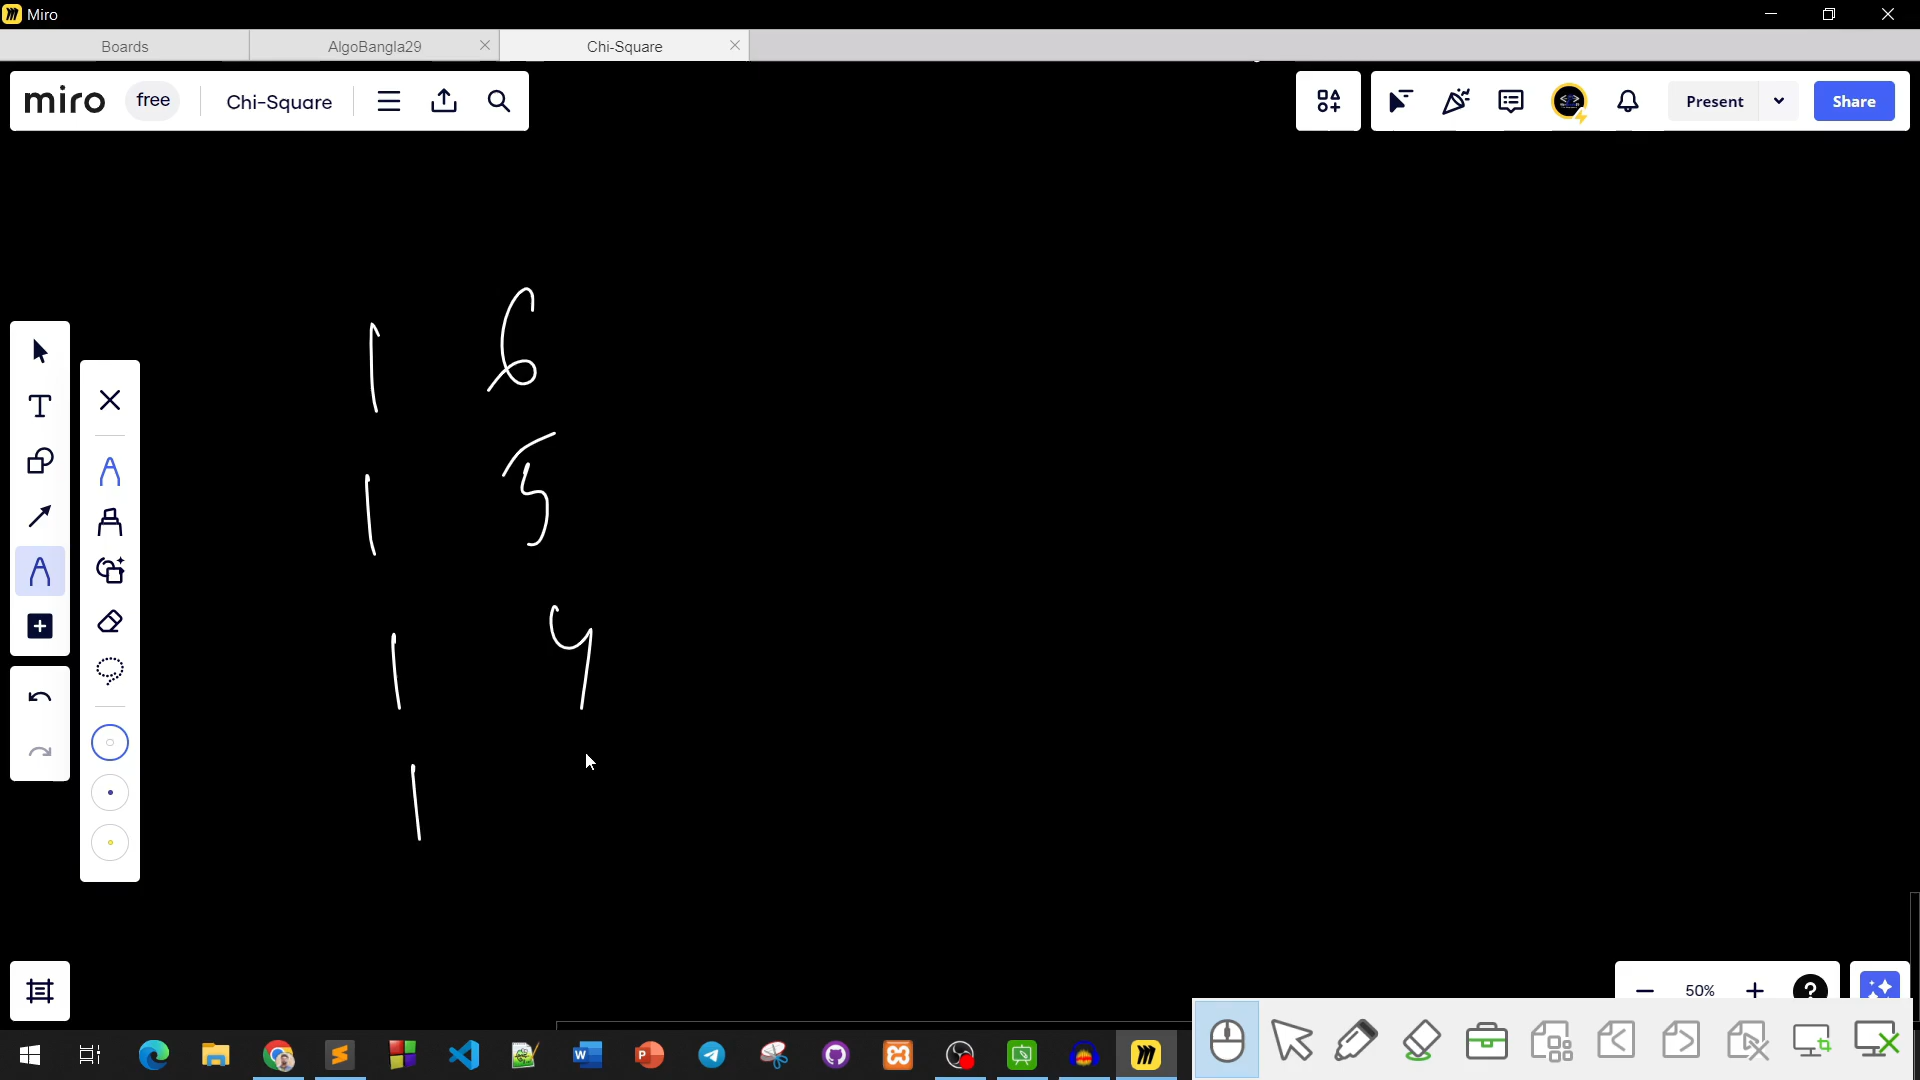 Miro
Boards
AlgoBangla29
Chi-Square
miro
free
Chi-Square
Present
Share
1 6
1 5
1 4
1
50%